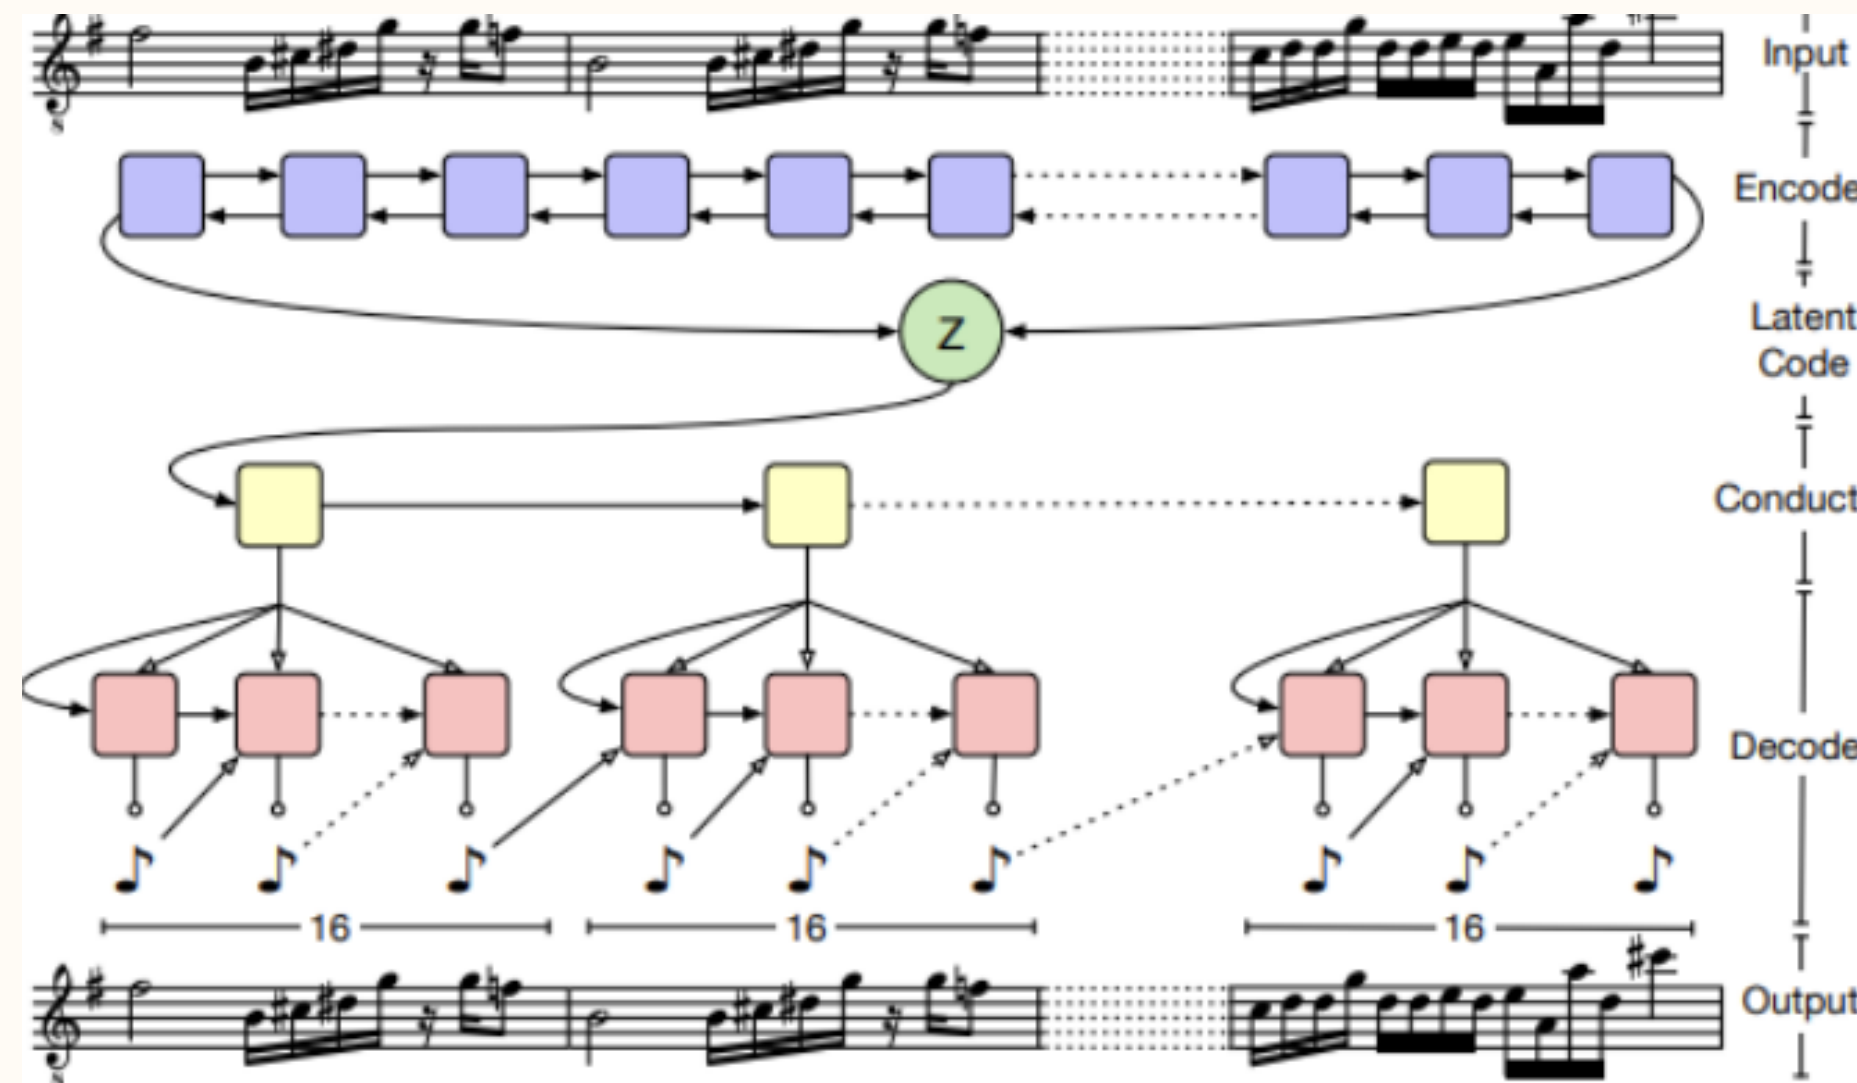 Input
Encode
Z
Latent
Code
Conduct
Decode
16 16 16
Output